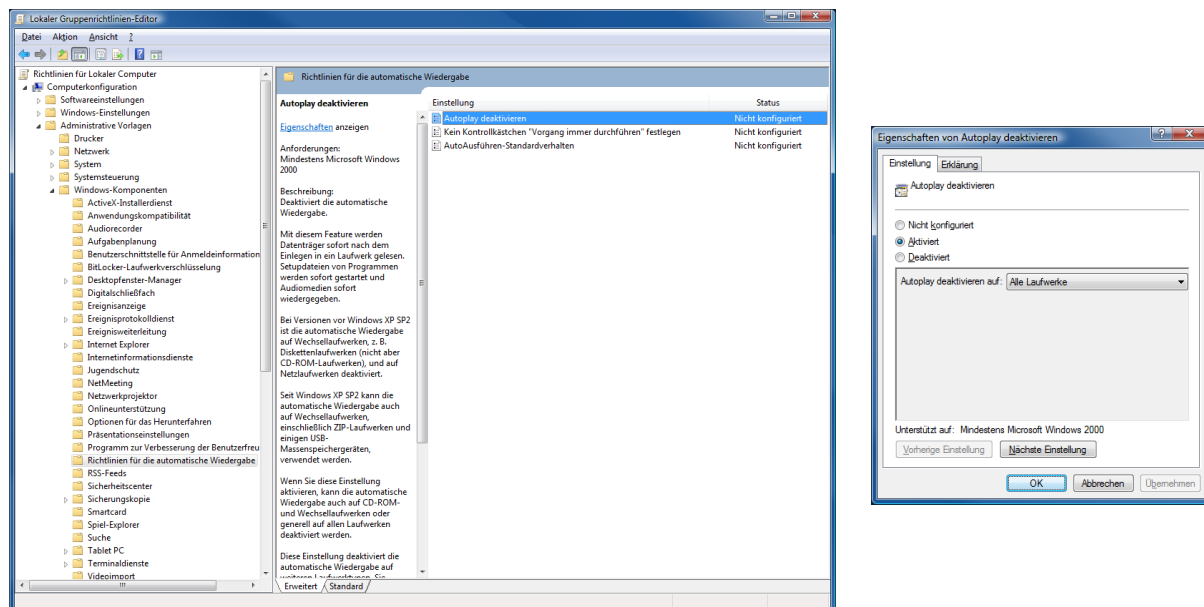 Lokaler Gruppenrichtlinien-Editor
Datei Aktion Ansicht ?
Richtlinien für Lokaler Computer
Computerkonfiguration
Softwareeinstellungen
Windows-Einstellungen
Administrative Vorlagen
Drucker
Netzwerk
System
Systemsteuerung
Windows-Komponenten
ActiveX-Installerdienst
Anwendungskompatibilität
Audiorecorder
Aufgabenplanung
Benutzerschnittstelle für Anmeldeinformation
BitLocker-Laufwerkverschlüsselung
Desktopfenster-Manager
Digitalschließfach
Ereignisanzeige
Ereignisprotokolldienst
Ereignisweiterleitung
Internet Explorer
Internetinformationsdienste
Jugendschutz
NetMeeting
Netzwerkprojektor
Onlineunterstützung
Optionen für das Herunterfahren
Präsentationseinstellungen
Programm zur Verbesserung der Benutzerfreu
Richtlinien für die automatische Wiedergabe
RSS-Feeds
Sicherheitscenter
Sicherungskopie
Smartcard
Spiel-Explorer
Suche
Tablet PC
Terminaldienste
Videoimport
Richtlinien für die automatische Wiedergabe
Autoplay deaktivieren
Eigenschaften anzeigen
Anforderungen:
Mindestens Microsoft Windows
2000
Beschreibung:
Deaktiviert die automatische
Wiedergabe.
Mit diesem Feature werden
Datenträger sofort nach dem
Einlegen in ein Laufwerk gelesen.
Setupdateien von Programmen
werden sofort gestartet und
Audiomedien sofort
wiedergegeben.
Bei Versionen vor Windows XP SP2
ist die automatische Wiedergabe
auf Wechsellaufwerken, z. B.
Diskettenlaufwerken (nicht aber
CD-ROM-Laufwerken), und auf
Netzlaufwerken deaktiviert.
Seit Windows XP SP2 kann die
automatische Wiedergabe auch
auf Wechsellaufwerken,
einschließlich ZIP-Laufwerken und
einigen USB-
Massenspeichergeräten,
verwendet werden.
Wenn Sie diese Einstellung
aktivieren, kann die automatische
Wiedergabe auch auf CD-ROM-
und Wechsellaufwerken oder
generell auf allen Laufwerken
deaktiviert werden.
Diese Einstellung deaktiviert die
automatische Wiedergabe auf
weiteren Laufwerktypen. Sie
Einstellung Status
Autoplay deaktivieren Nicht konfiguriert
Kein Kontrollkästchen "Vorgang immer durchführen" festlegen Nicht konfiguriert
AutoAusführen-Standardverhalten Nicht konfiguriert
Erweitert Standard
Eigenschaften von Autoplay deaktivieren
Einstellung Erklärung
Autoplay deaktivieren
Nicht konfiguriert
Aktiviert
Deaktiviert
Autoplay deaktivieren auf: Alle Laufwerke
Unterstützt auf: Mindestens Microsoft Windows 2000
Vorherige Einstellung Nächste Einstellung
OK Abbrechen Übernehmen